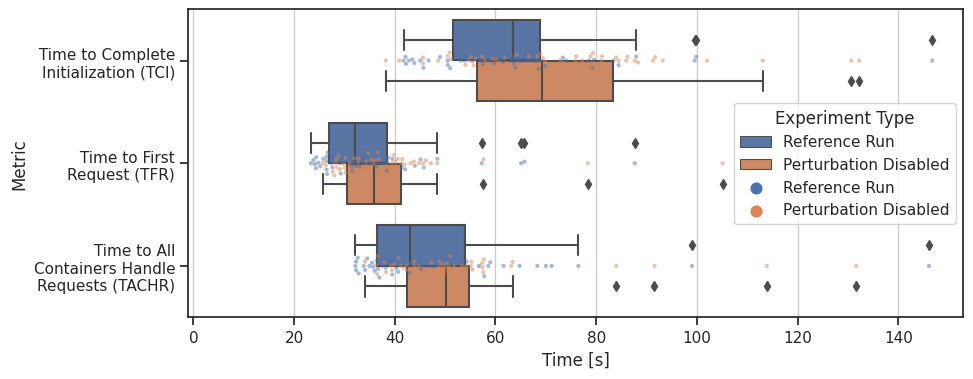 Metric
Time to Complete
Initialization (TCI)
Time to First
Request (TFR)
Time to All
Containers Handle
Requests (TACHR)
Experiment Type
Reference Run
Perturbation Disabled
Reference Run
Perturbation Disabled
0 20 40 60 80 100 120 140
Time [s]